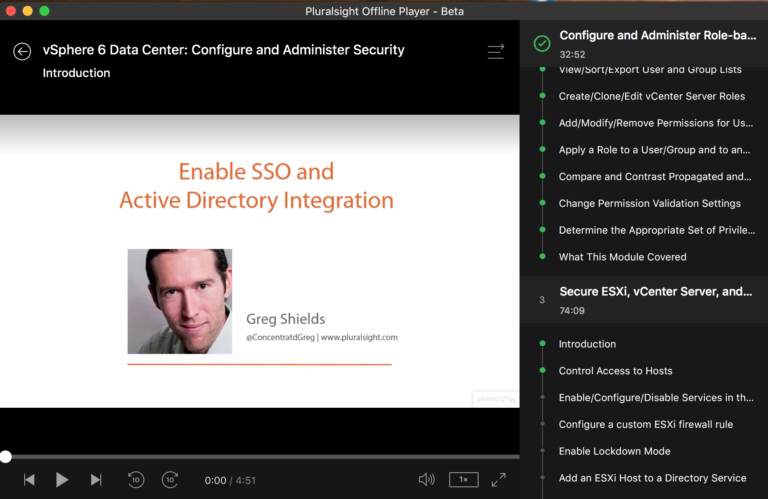 Pluralsight Offline Player - Beta
vSphere 6 Data Center: Configure and Administer Security
Introduction
Enable SSO and
Active Directory Integration
Greg Shields
@ConcentratdGreg | www.pluralsight.com
pluralsight
10
10
0:00 / 4:51
1x
Configure and Administer Role-ba...
32:52
View/Sort/Export User and Group Lists
Create/Clone/Edit vCenter Server Roles
Add/Modify/Remove Permissions for Us...
Apply a Role to a User/Group and to an...
Compare and Contrast Propagated and...
Change Permission Validation Settings
Determine the Appropriate Set of Privile...
What This Module Covered
3
Secure ESXi, vCenter Server, and...
74:09
Introduction
Control Access to Hosts
Enable/Configure/Disable Services in th...
Configure a custom ESXi firewall rule
Enable Lockdown Mode
Add an ESXi Host to a Directory Service